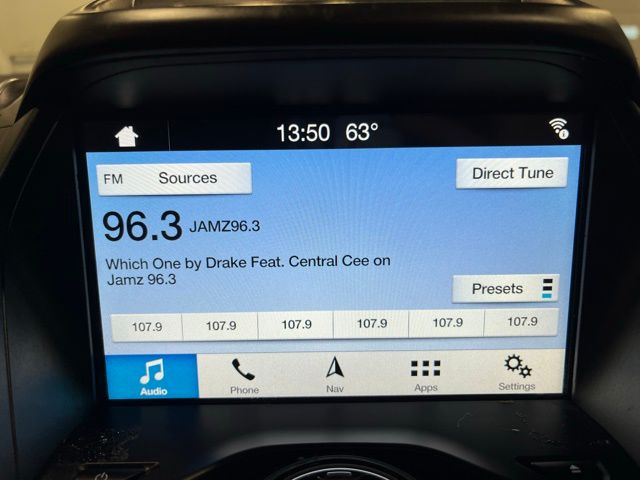 13:50 63°
FM Sources
Direct Tune
96.3 JAMZ96.3
Which One by Drake Feat. Central Cee on
Jamz 96.3
Presets
107.9 107.9 107.9 107.9 107.9 107.9
Audio Phone Nav Apps Settings